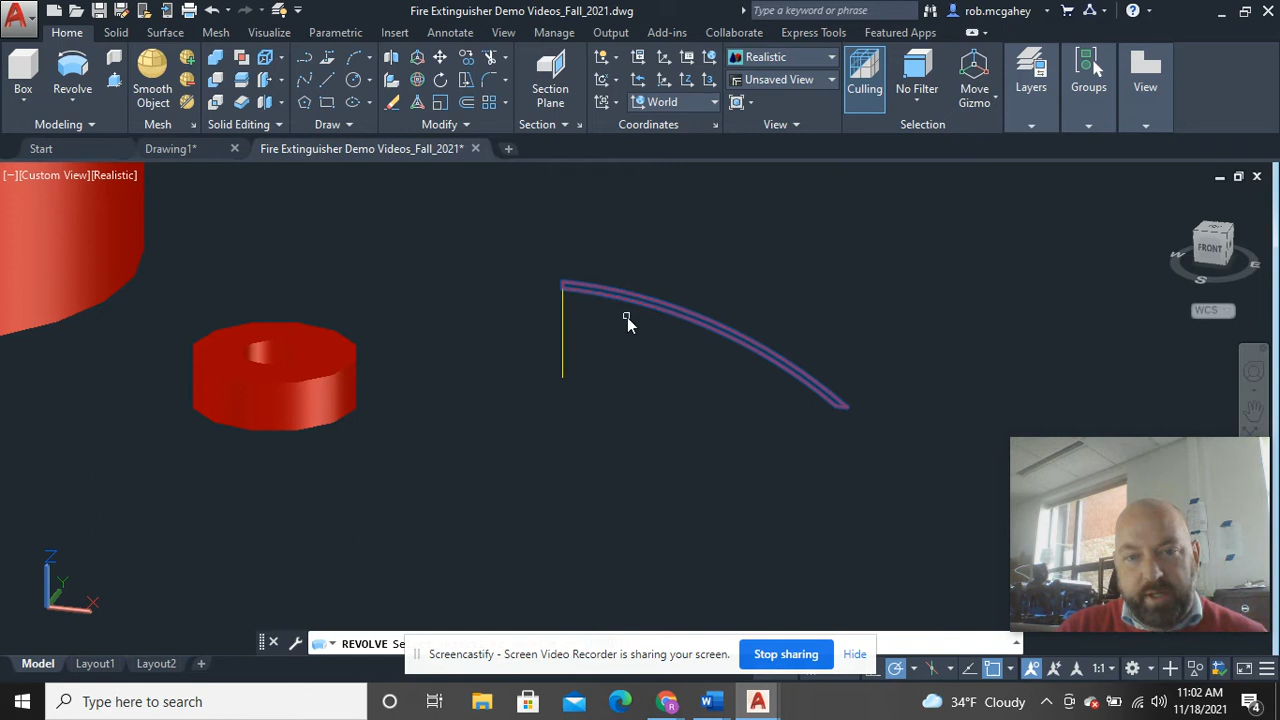 Fire Extinguisher Demo Videos_Fall_2021.dwg
Type a keyword or phrase
rob.mcgahey
Home
Solid
Surface
Mesh
Visualize
Parametric
Insert
Annotate
View
Manage
Output
Add-ins
Collaborate
Express Tools
Featured Apps
Box
Revolve
Smooth
Object
Section
Plane
World
Realistic
Unsaved View
Culling
No Filter
Move
Gizmo
Layers
Groups
View
Modeling
Mesh
Solid Editing
Draw
Modify
Section
Coordinates
View
Selection
Start
Drawing1*
Fire Extinguisher Demo Videos_Fall_2021*
[−][Custom View][Realistic]
TOP
FRONT
W
E
S
WCS
Z
Y
X
REVOLVE Se
Screencastify - Screen Video Recorder is sharing your screen.
Stop sharing
Hide
Model
Layout1
Layout2
1:1
Type here to search
34°F Cloudy
11:02 AM
11/18/2021
4